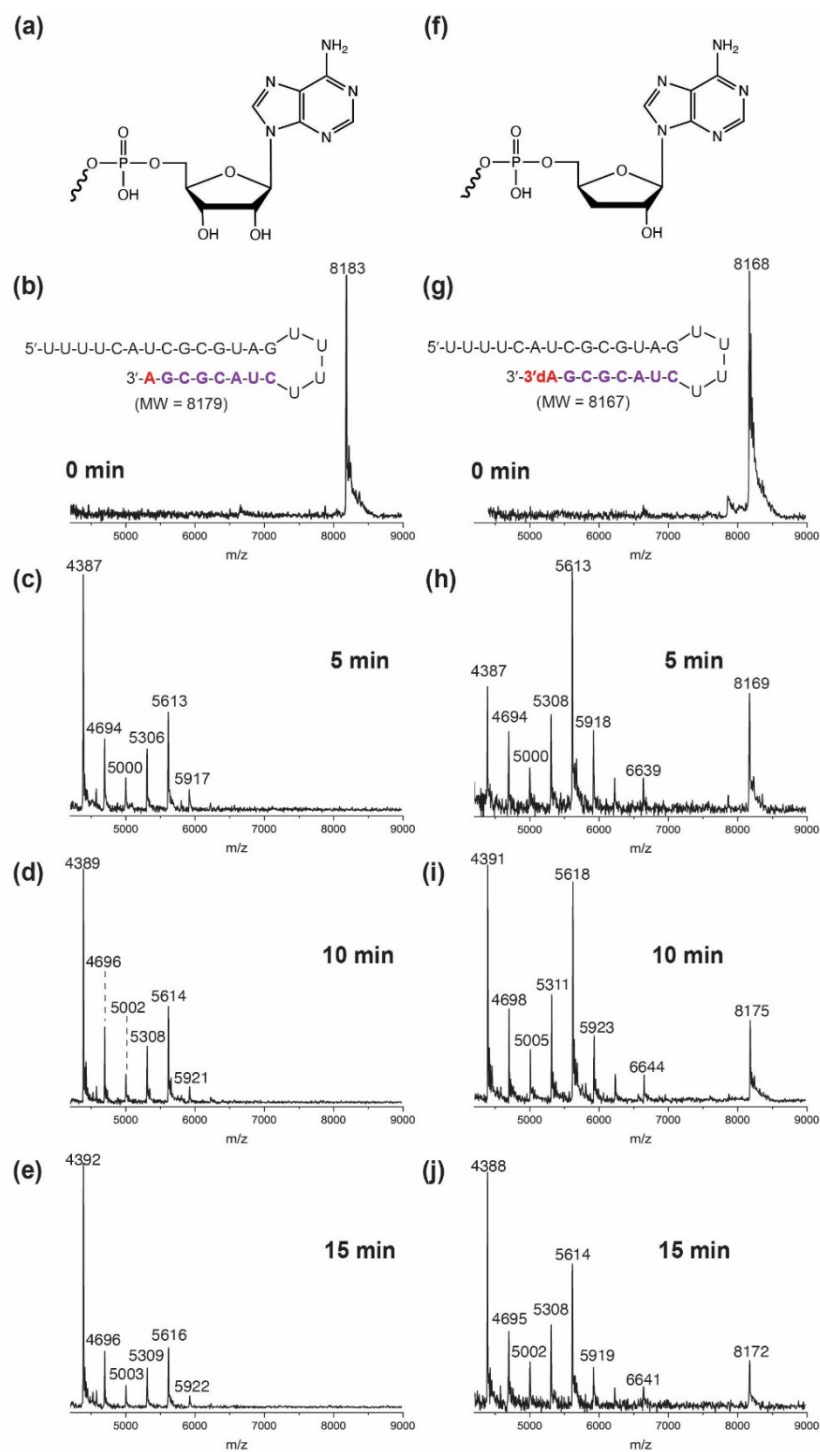 (a)
(f)
NH2
N
N
N
N
O
O
P
O
O
OH
OH
OH
NH2
N
N
N
N
O
O
P
O
O
OH
OH
(b)
8183
5′-U-U-U-U-C-A-U-C-G-C-G-U-A-G
U
U
U
U
3′-A-G-C-G-C-A-U-C
(MW = 8179)
0 min
5000 6000 7000 8000 9000
m/z
(g)
8168
5′-U-U-U-U-C-A-U-C-G-C-G-U-A-G
U
U
U
U
3′-3′dA-G-C-G-C-A-U-C
(MW = 8167)
0 min
5000 6000 7000 8000 9000
m/z
(c)
4387
4694
5000
5306
5613
5917
5 min
5000 6000 7000 8000 9000
m/z
(h)
4387
4694
5000
5308
5613
5918
6639
8169
5 min
5000 6000 7000 8000 9000
m/z
(d)
4389
4696
5002
5308
5614
5921
10 min
5000 6000 7000 8000 9000
m/z
(i)
4391
4698
5005
5311
5618
5923
6644
8175
10 min
5000 6000 7000 8000 9000
m/z
(e)
4392
4696
5003
5309
5616
5922
15 min
5000 6000 7000 8000 9000
m/z
(j)
4388
4695
5002
5308
5614
5919
6641
8172
15 min
5000 6000 7000 8000 9000
m/z